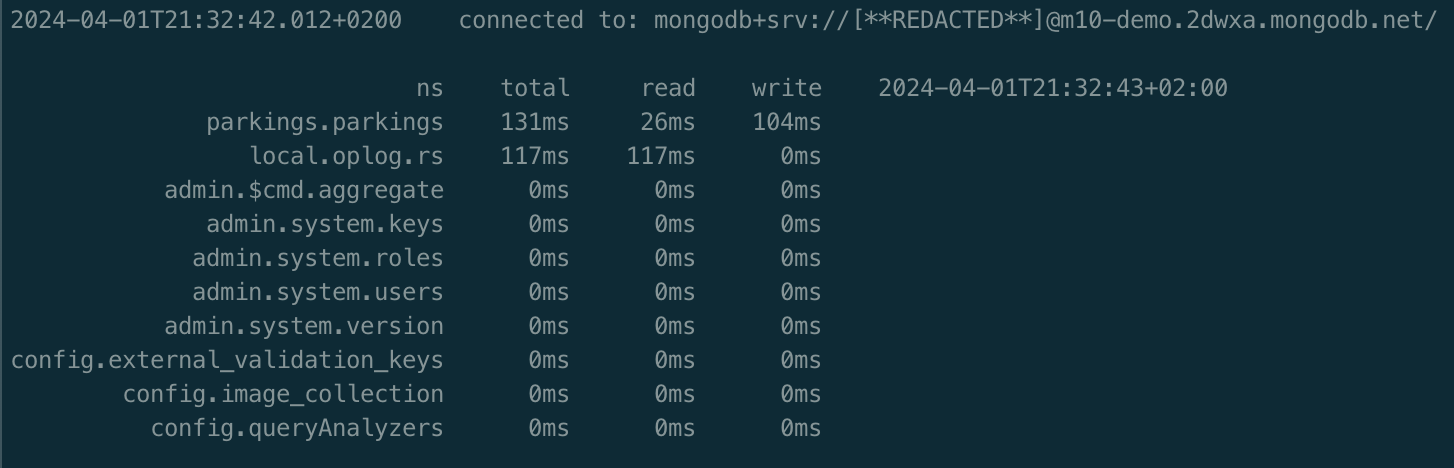 2024-04-01T21:32:42.012+0200    connected to: mongodb+srv://[**REDACTED**]@m10-demo.2dwxa.mongodb.net/
ns    total    read    write    2024-04-01T21:32:43+02:00
parkings.parkings    131ms    26ms    104ms
local.oplog.rs    117ms    117ms    0ms
admin.$cmd.aggregate    0ms    0ms    0ms
admin.system.keys    0ms    0ms    0ms
admin.system.roles    0ms    0ms    0ms
admin.system.users    0ms    0ms    0ms
admin.system.version    0ms    0ms    0ms
config.external_validation_keys    0ms    0ms    0ms
config.image_collection    0ms    0ms    0ms
config.queryAnalyzers    0ms    0ms    0ms